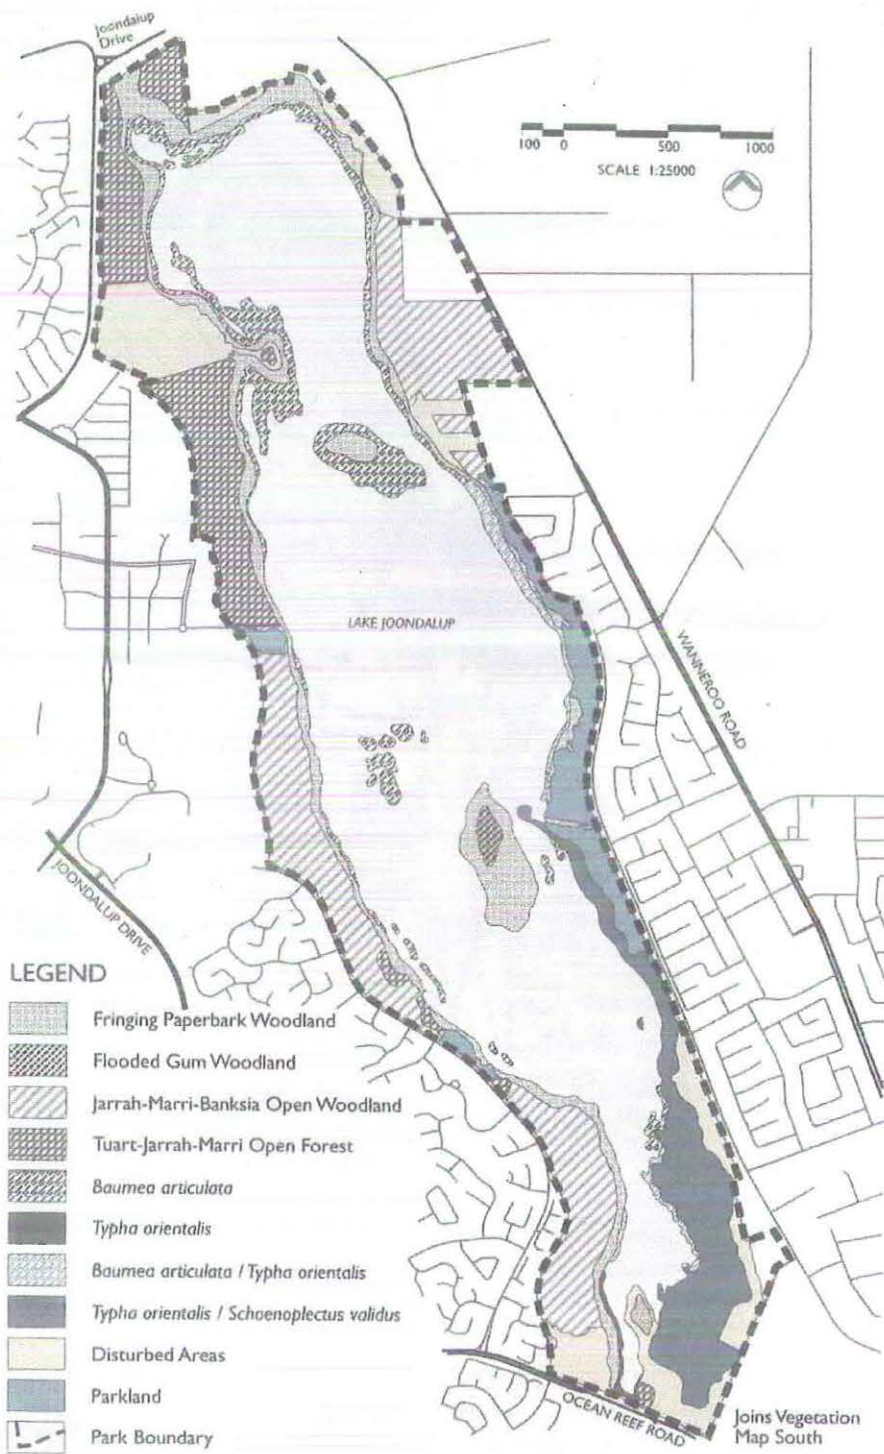 Joondalup
Drive
100 0 500 1000
SCALE 1:25000
LAKE JOONDALUP
WANNEROO ROAD
JOONDALUP DRIVE
LEGEND
Fringing Paperbark Woodland
Flooded Gum Woodland
Jarrah-Marri-Banksia Open Woodland
Tuart-Jarrah-Marri Open Forest
Baumea articulata
Typha orientalis
Baumea articulata / Typha orientalis
Typha orientalis / Schoenoplectus validus
Disturbed Areas
Parkland
Park Boundary
OCEAN REEF ROAD
Joins Vegetation
Map South